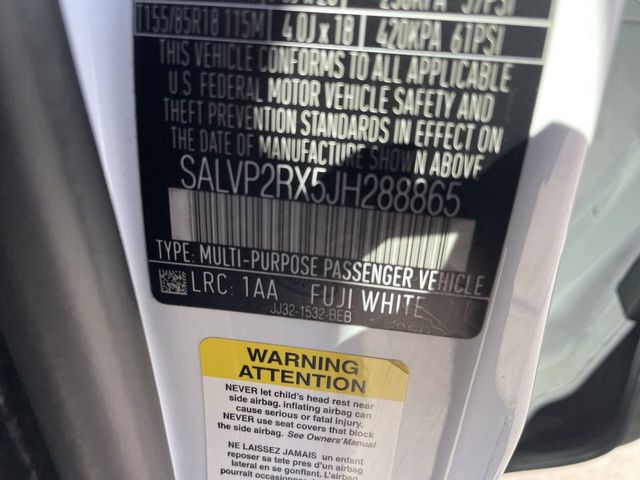 T155/85R18 115M 4.0J x 18 420KPA 61PSI
THIS VEHICLE CONFORMS TO ALL APPLICABLE
U.S. FEDERAL MOTOR VEHICLE SAFETY AND
THEFT PREVENTION STANDARDS IN EFFECT ON
THE DATE OF MANUFACTURE SHOWN ABOVE
SALVP2RX5JH288865
TYPE: MULTI-PURPOSE PASSENGER VEHICLE
LRC: 1AA FUJI WHITE
JJ32-1532-BEB
WARNING
ATTENTION
NEVER let child's head rest near
side airbag. inflating airbag can
cause serious or fatal injury.
NEVER use seat covers that block
the side airbag. See Owners' Manual
NE LAISSEZ JAMAIS un enfant
reposer sa tete pres d'un airbag
lateral en se gonflant. L'airbag
pourrait occasionner des